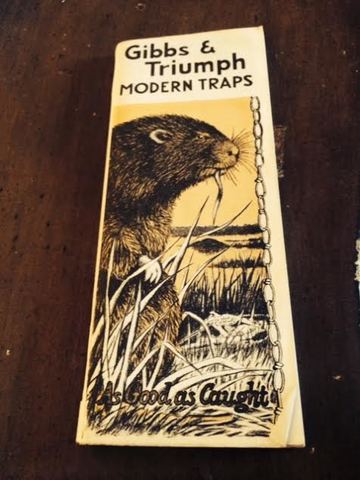 Gibbs &
Triumph
MODERN TRAPS
As Good as Caught